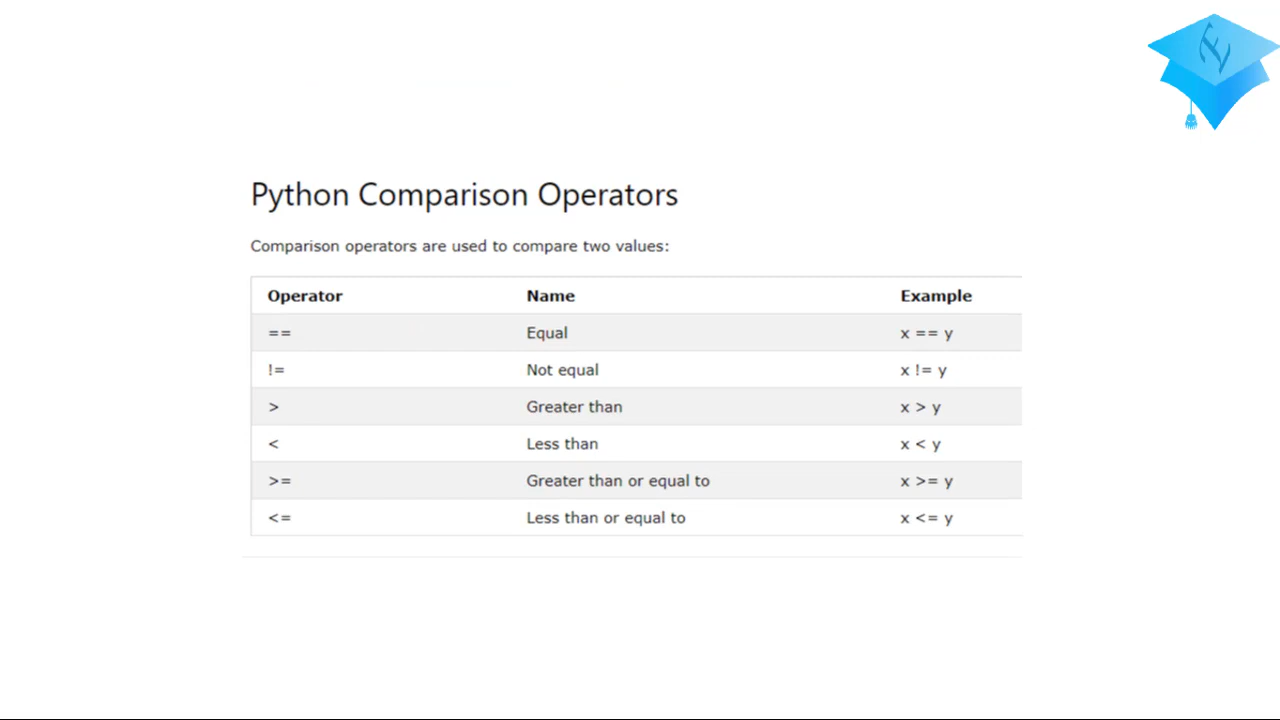 Python Comparison Operators
Comparison operators are used to compare two values:
Operator Name Example
== Equal x == y
!= Not equal x != y
> Greater than x > y
< Less than x < y
>= Greater than or equal to x >= y
<= Less than or equal to x <= y